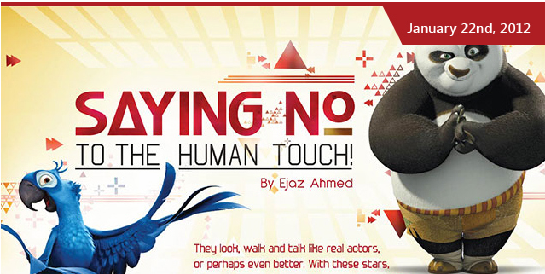 January 22nd, 2012
SAYING NO
TO THE HUMAN TOUCH!
By Ejaz Ahmed
They look, walk and talk like real actors,
or perhaps even better. With these stars,